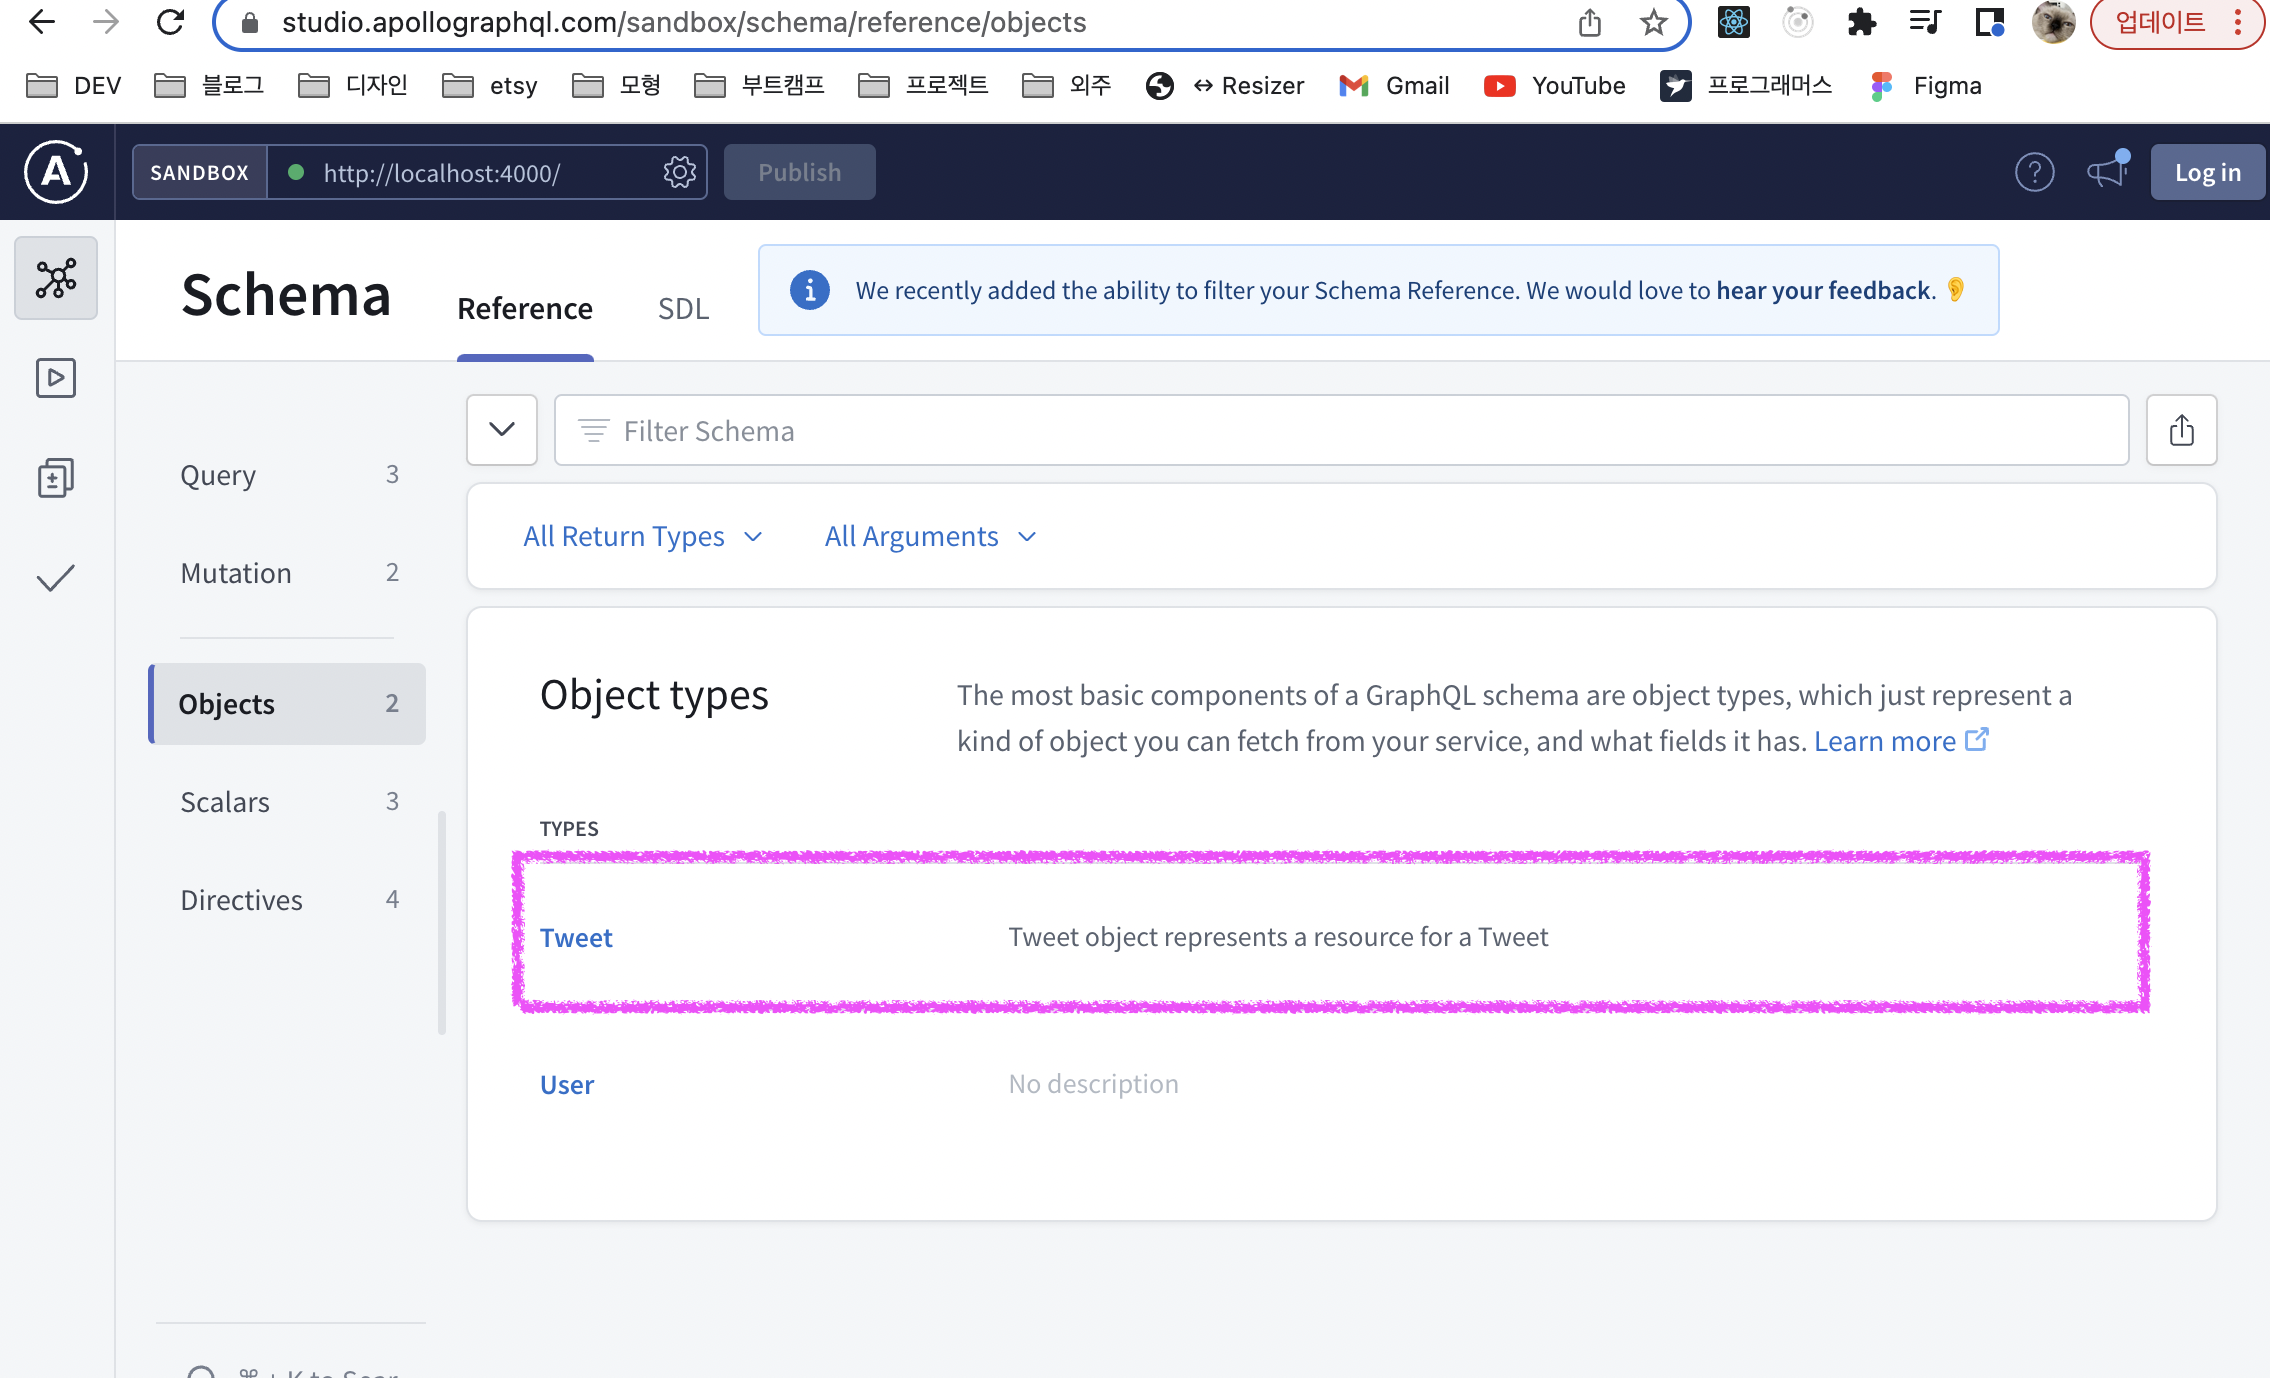 studio.apollographql.com/sandbox/schema/reference/objects
업데이트
DEV 블로그 디자인 etsy 모형 부트캠프 프로젝트 외주 ↔ Resizer Gmail YouTube 프로그래머스 Figma
SANDBOX http://localhost:4000/ Publish ? Log in
Schema
Reference
SDL
We recently added the ability to filter your Schema Reference. We would love to hear your feedback. 👂
Filter Schema
Query 3
Mutation 2
Objects 2
Scalars 3
Directives 4
All Return Types
All Arguments
Object types
The most basic components of a GraphQL schema are object types, which just represent a
kind of object you can fetch from your service, and what fields it has. Learn more
TYPES
Tweet
Tweet object represents a resource for a Tweet
User
No description